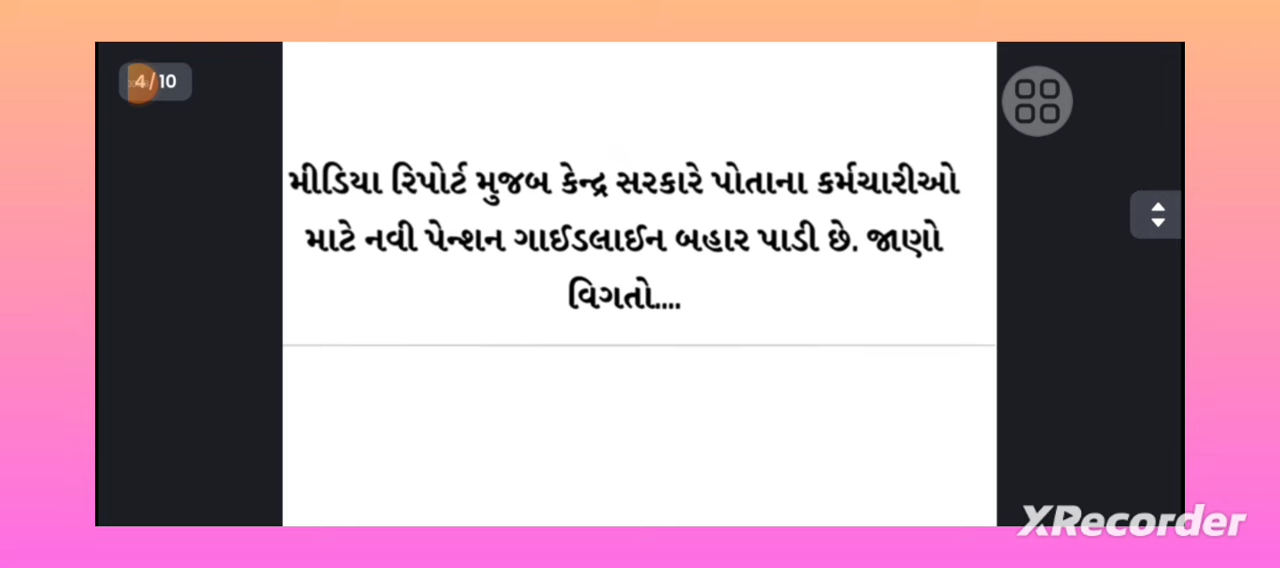 4/10
મીડિયા રિપોર્ટ મુજબ કેન્દ્ર સરકારે પોતાના કર્મચારીઓ
માટે નવી પેન્શન ગાઈડલાઈન બહાર પાડી છે. જાણો
વિગતો....
XRecorder